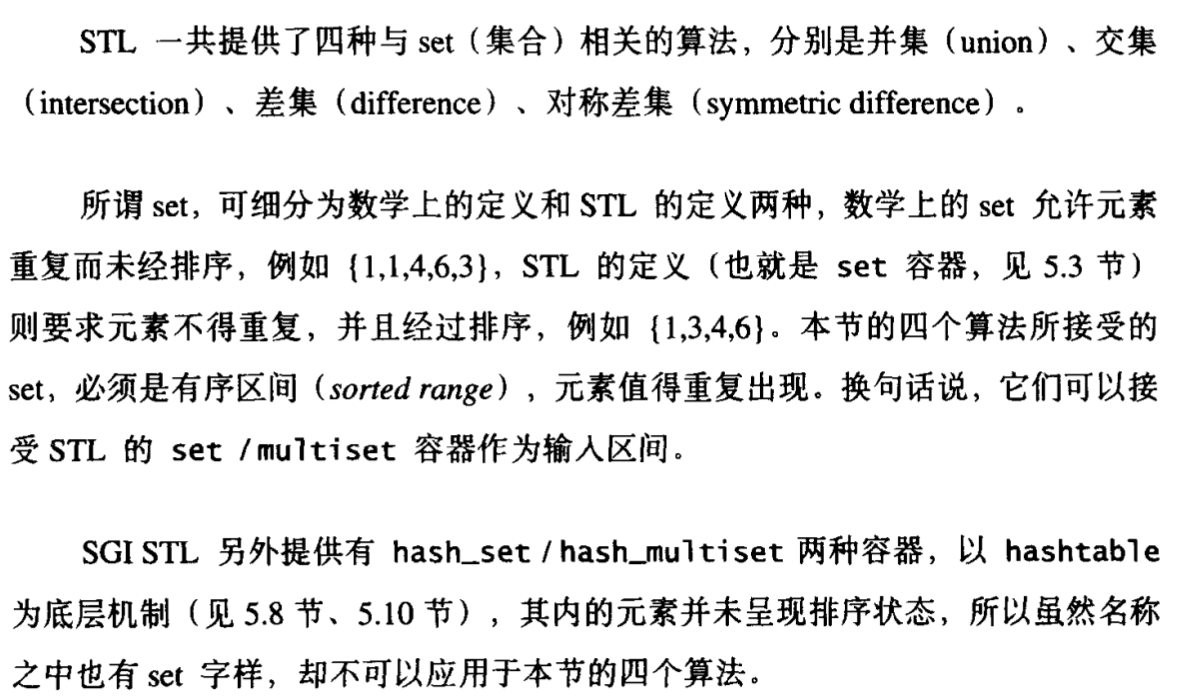 STL 一共提供了四种与 set（集合）相关的算法，分别是并集（union）、交集
（intersection）、差集（difference）、对称差集（symmetric difference）。
所谓 set，可细分为数学上的定义和 STL 的定义两种，数学上的 set 允许元素
重复而未经排序，例如 {1,1,4,6,3}，STL 的定义（也就是 set 容器，见 5.3 节）
则要求元素不得重复，并且经过排序，例如 {1,3,4,6}。本节的四个算法所接受的
set，必须是有序区间（sorted range），元素值得重复出现。换句话说，它们可以接
受 STL 的 set /multiset 容器作为输入区间。
SGI STL 另外提供有 hash_set /hash_multiset 两种容器，以 hashtable
为底层机制（见 5.8 节、5.10 节），其内的元素并未呈现排序状态，所以虽然名称
之中也有 set 字样，却不可以应用于本节的四个算法。